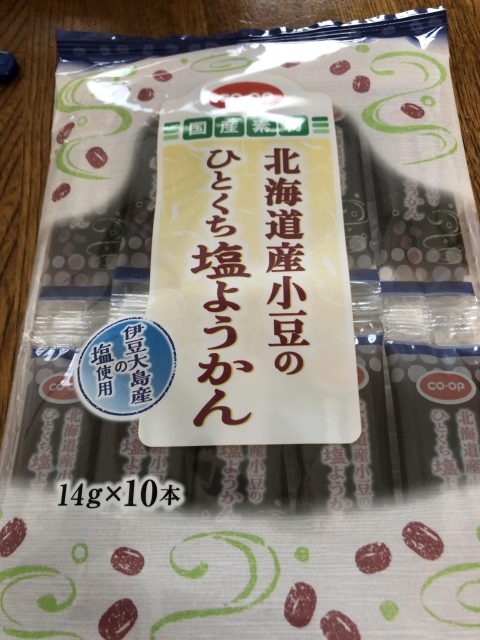 CO・OP
国産素材
北海道産小豆の
ひとくち塩ようかん
伊豆大島産
の
塩使用
14g×10本
CO・OP
北海道産小豆の
ひとくち塩ようかん